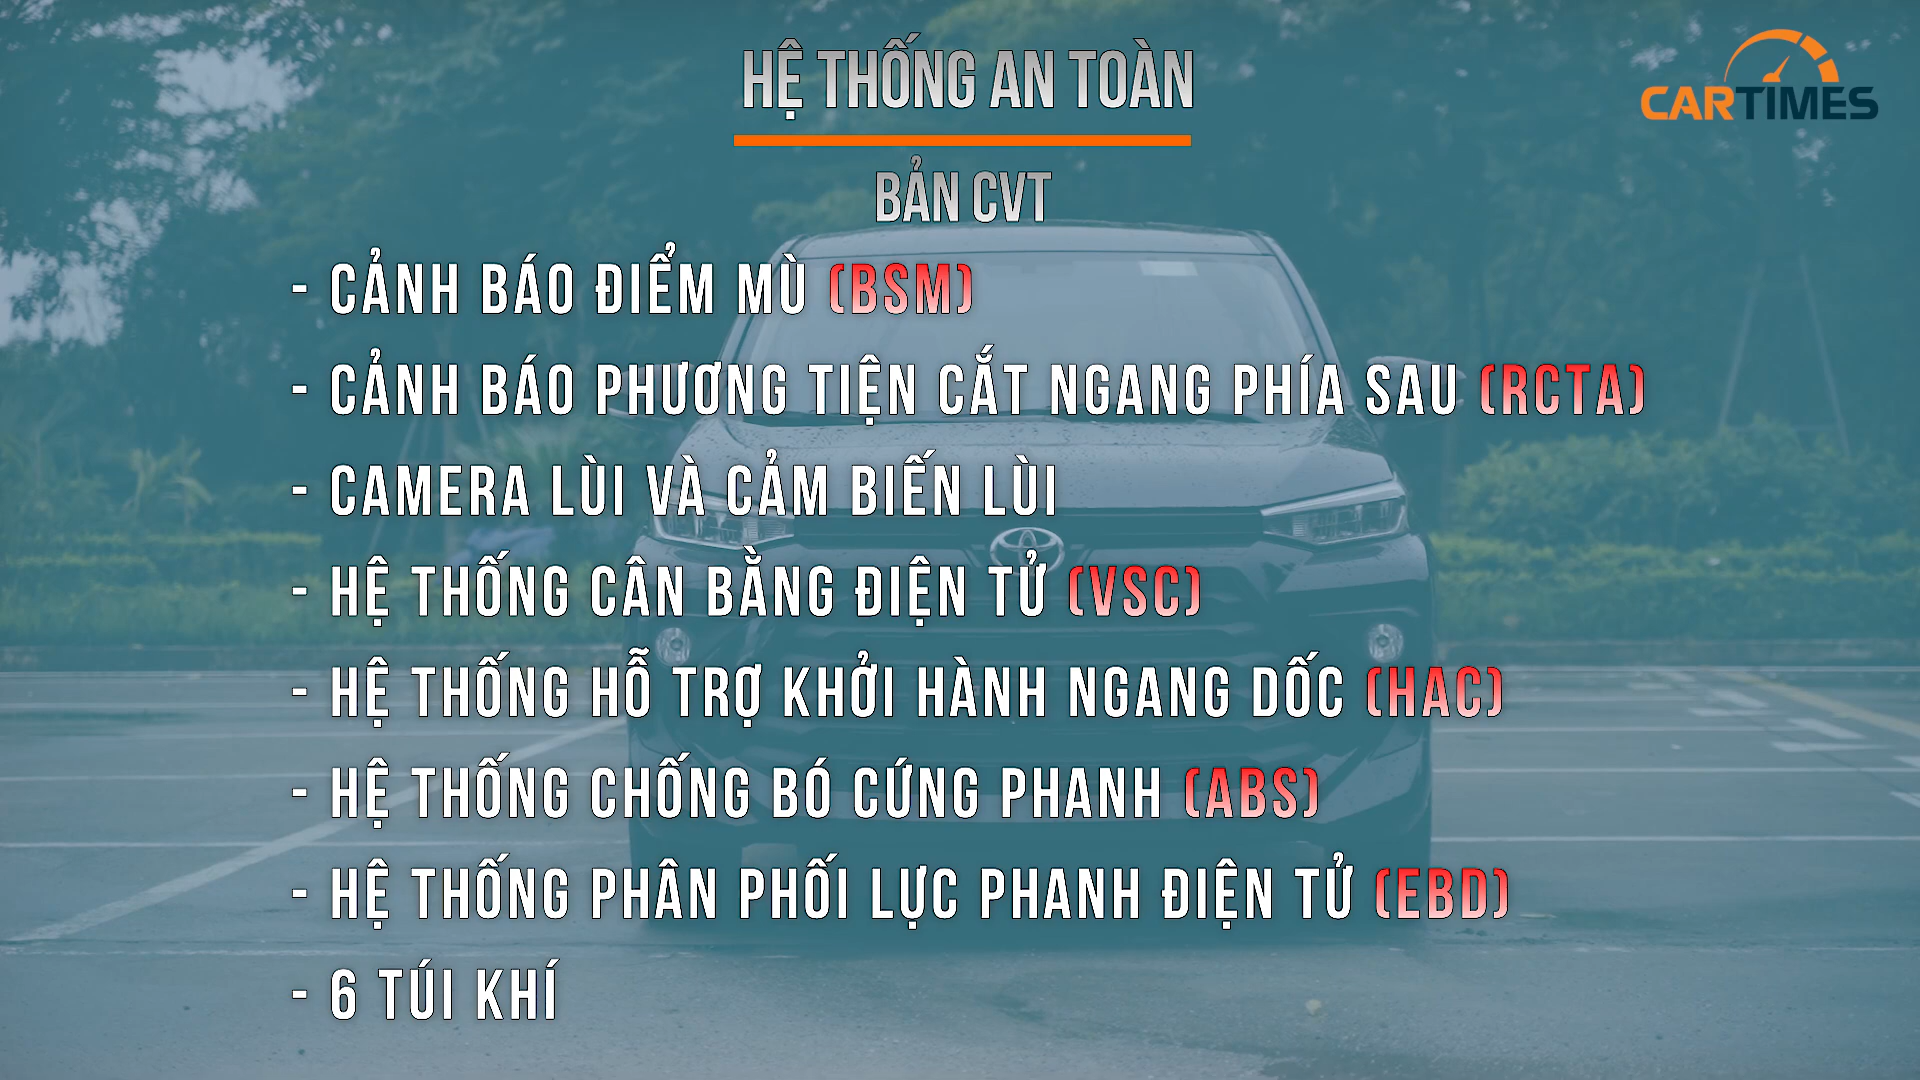 HỆ THỐNG AN TOÀN
CARTIMES
BẢN CVT
- CẢNH BÁO ĐIỂM MÙ (BSM)
- CẢNH BÁO PHƯƠNG TIỆN CẮT NGANG PHÍA SAU (RCTA)
- CAMERA LÙI VÀ CẢM BIẾN LÙI
- HỆ THỐNG CÂN BẰNG ĐIỆN TỬ (VSC)
- HỆ THỐNG HỖ TRỢ KHỞI HÀNH NGANG DỐC (HAC)
- HỆ THỐNG CHỐNG BÓ CỨNG PHANH (ABS)
- HỆ THỐNG PHÂN PHỐI LỰC PHANH ĐIỆN TỬ (EBD)
- 6 TÚI KHÍ